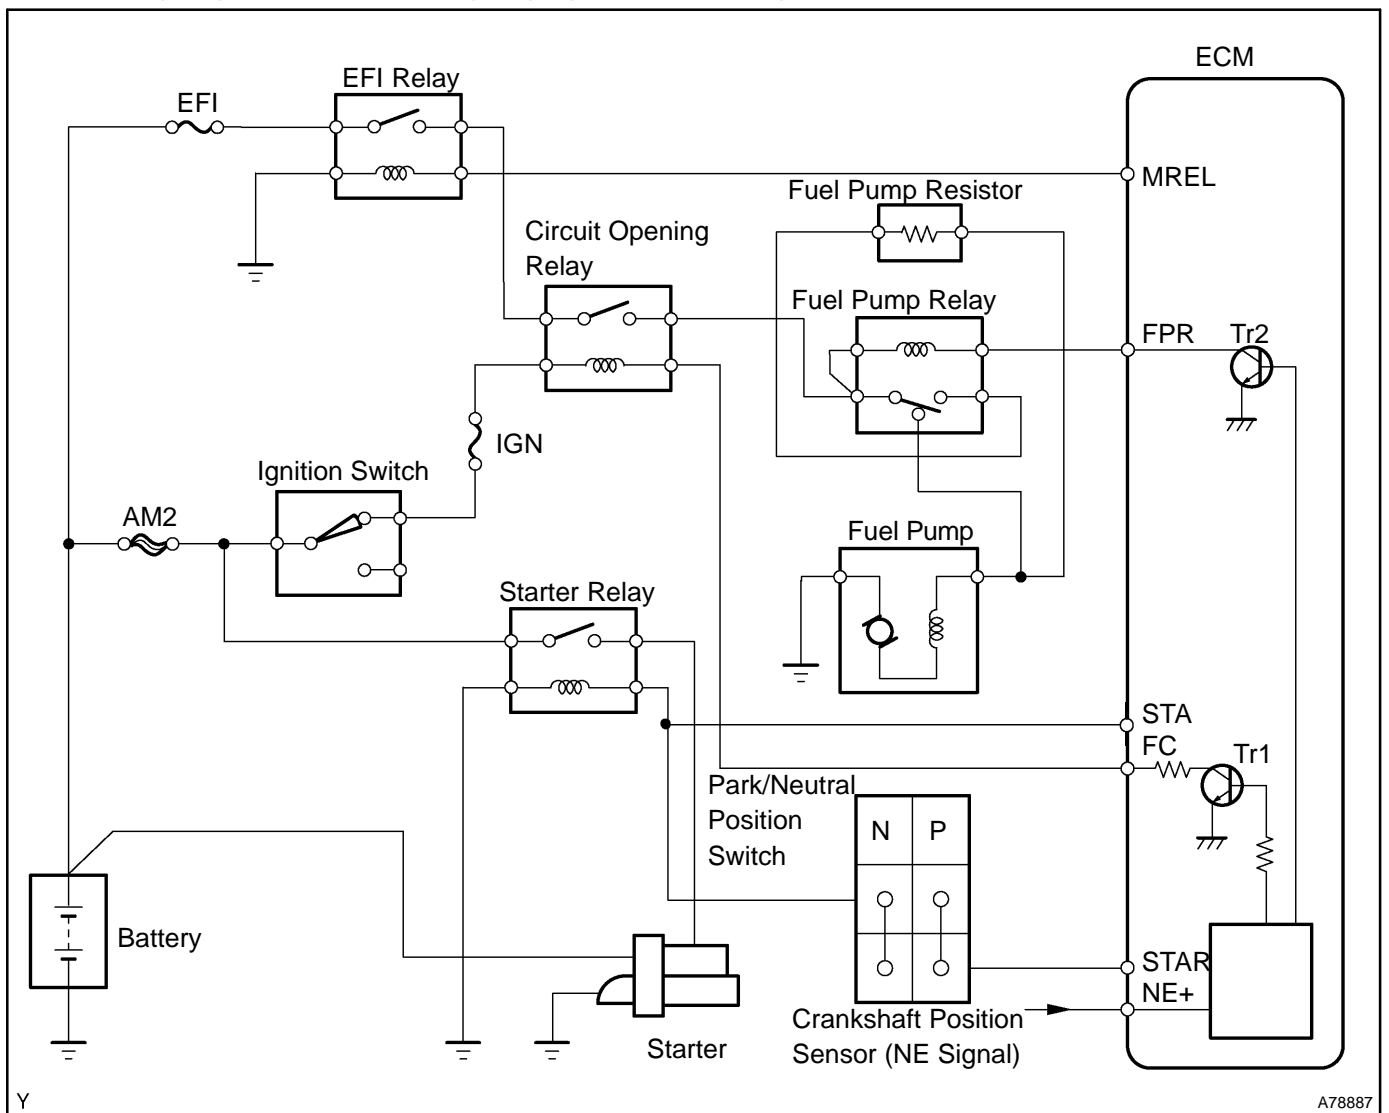 ECM
EFI Relay
EFI
MREL
Fuel Pump Resistor
Circuit Opening
Relay
Fuel Pump Relay
FPR
Tr2
IGN
Ignition Switch
AM2
Fuel Pump
Starter Relay
STA
FC
Tr1
Park/Neutral
Position
Switch
N
P
Battery
STAR
NE+
Crankshaft Position
Sensor (NE Signal)
Starter
Y
A78887